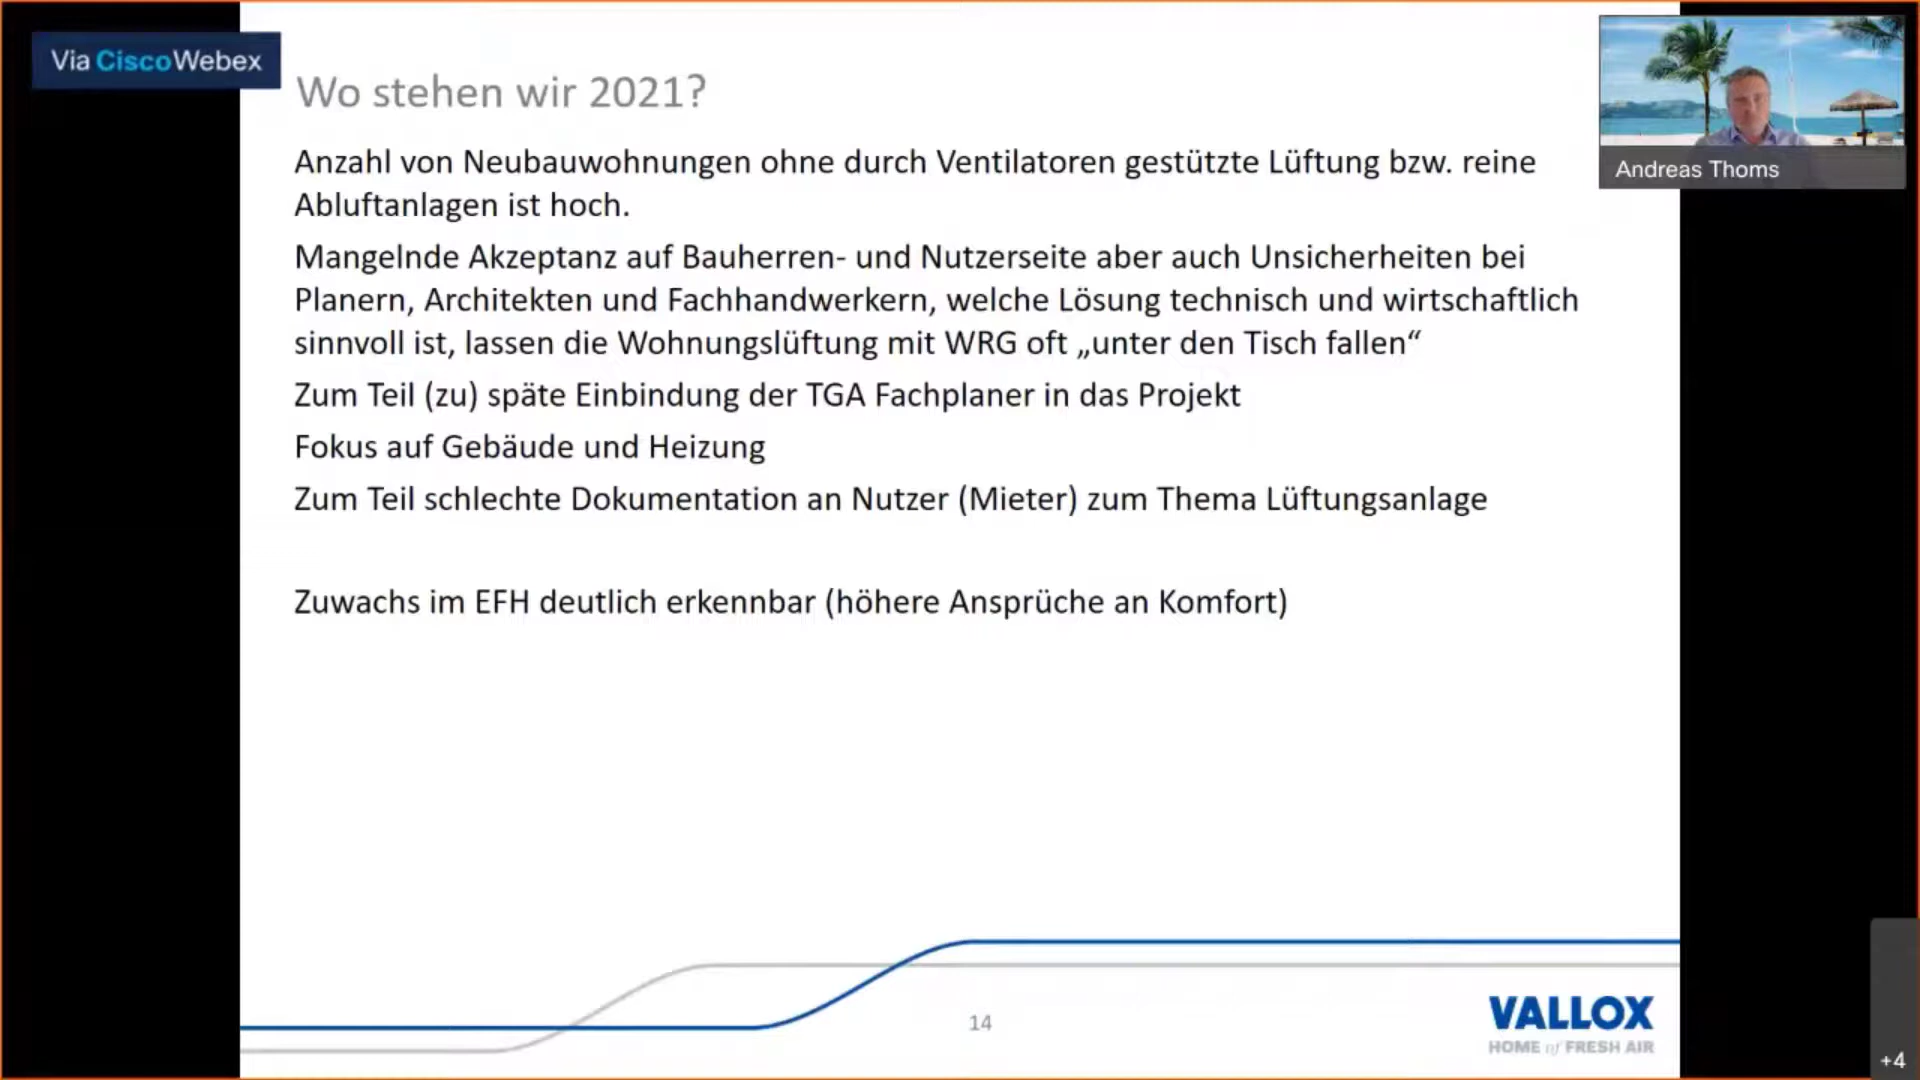 Via CiscoWebex
Wo stehen wir 2021?
Andreas Thoms
Anzahl von Neubauwohnungen ohne durch Ventilatoren gestützte Lüftung bzw. reine
Abluftanlagen ist hoch.
Mangelnde Akzeptanz auf Bauherren- und Nutzerseite aber auch Unsicherheiten bei
Planern, Architekten und Fachhandwerkern, welche Lösung technisch und wirtschaftlich
sinnvoll ist, lassen die Wohnungslüftung mit WRG oft „unter den Tisch fallen“
Zum Teil (zu) späte Einbindung der TGA Fachplaner in das Projekt
Fokus auf Gebäude und Heizung
Zum Teil schlechte Dokumentation an Nutzer (Mieter) zum Thema Lüftungsanlage
Zuwachs im EFH deutlich erkennbar (höhere Ansprüche an Komfort)
14
VALLOX
HOME of FRESH AIR
+4